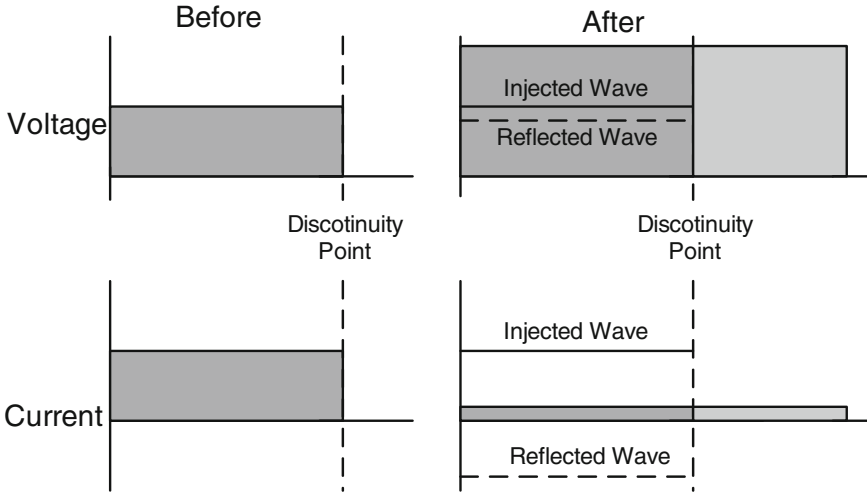 Before
After
Voltage
Injected Wave
Reflected Wave
Discotinuity
Point
Discotinuity
Point
Current
Injected Wave
Reflected Wave